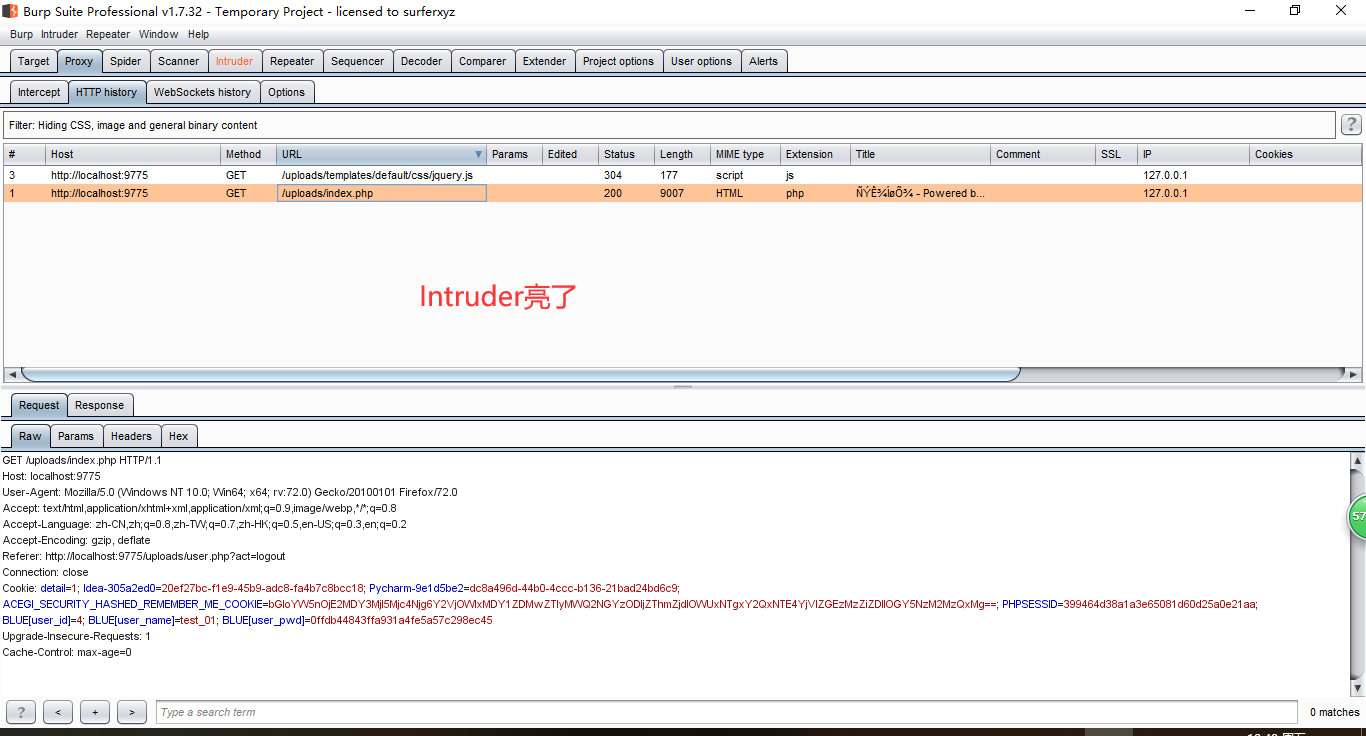 Burp Suite Professional v1.7.32 - Temporary Project - licensed to surferxyz
Burp Intruder Repeater Window Help
Target Proxy Spider Scanner Intruder Repeater Sequencer Decoder Comparer Extender Project options User options Alerts
Intercept HTTP history WebSockets history Options
Filter: Hiding CSS, image and general binary content ?
# Host Method URL Params Edited Status Length MIME type Extension Title Comment SSL IP Cookies
3 http://localhost:9775 GET /uploads/templates/default/css/jquery.js 304 177 script js 127.0.0.1
1 http://localhost:9775 GET /uploads/index.php 200 9007 HTML php ÑÝÊ¾ÍøÕ¾ - Powered b... 127.0.0.1
Intruder亮了
Request Response
Raw Params Headers Hex
GET /uploads/index.php HTTP/1.1
Host: localhost:9775
User-Agent: Mozilla/5.0 (Windows NT 10.0; Win64; x64; rv:72.0) Gecko/20100101 Firefox/72.0
Accept: text/html,application/xhtml+xml,application/xml;q=0.9,image/webp,*/*;q=0.8
Accept-Language: zh-CN,zh;q=0.8,zh-TW;q=0.7,zh-HK;q=0.5,en-US;q=0.3,en;q=0.2
Accept-Encoding: gzip, deflate
Referer: http://localhost:9775/uploads/user.php?act=logout
Connection: close
Cookie: detail=1; Idea-305a2ed0=20ef27bc-f1e9-45b9-adc8-fa4b7c8bcc18; Pycharm-9e1d5be2=dc8a496d-44b0-4ccc-b136-21bad24bd6c9;
ACEGI_SECURITY_HASHED_REMEMBER_ME_COOKIE= PHPSESSID=399464d38a1a3e65081d60d25a0e21aa;
BLUE[user_id]=4; BLUE[user_name]=test_01; BLUE[user_pwd]=0ffdb44843ffa931a4fe5a57c298ec45
Upgrade-Insecure-Requests: 1
Cache-Control: max-age=0
57
? < + > Type a search term 0 matches